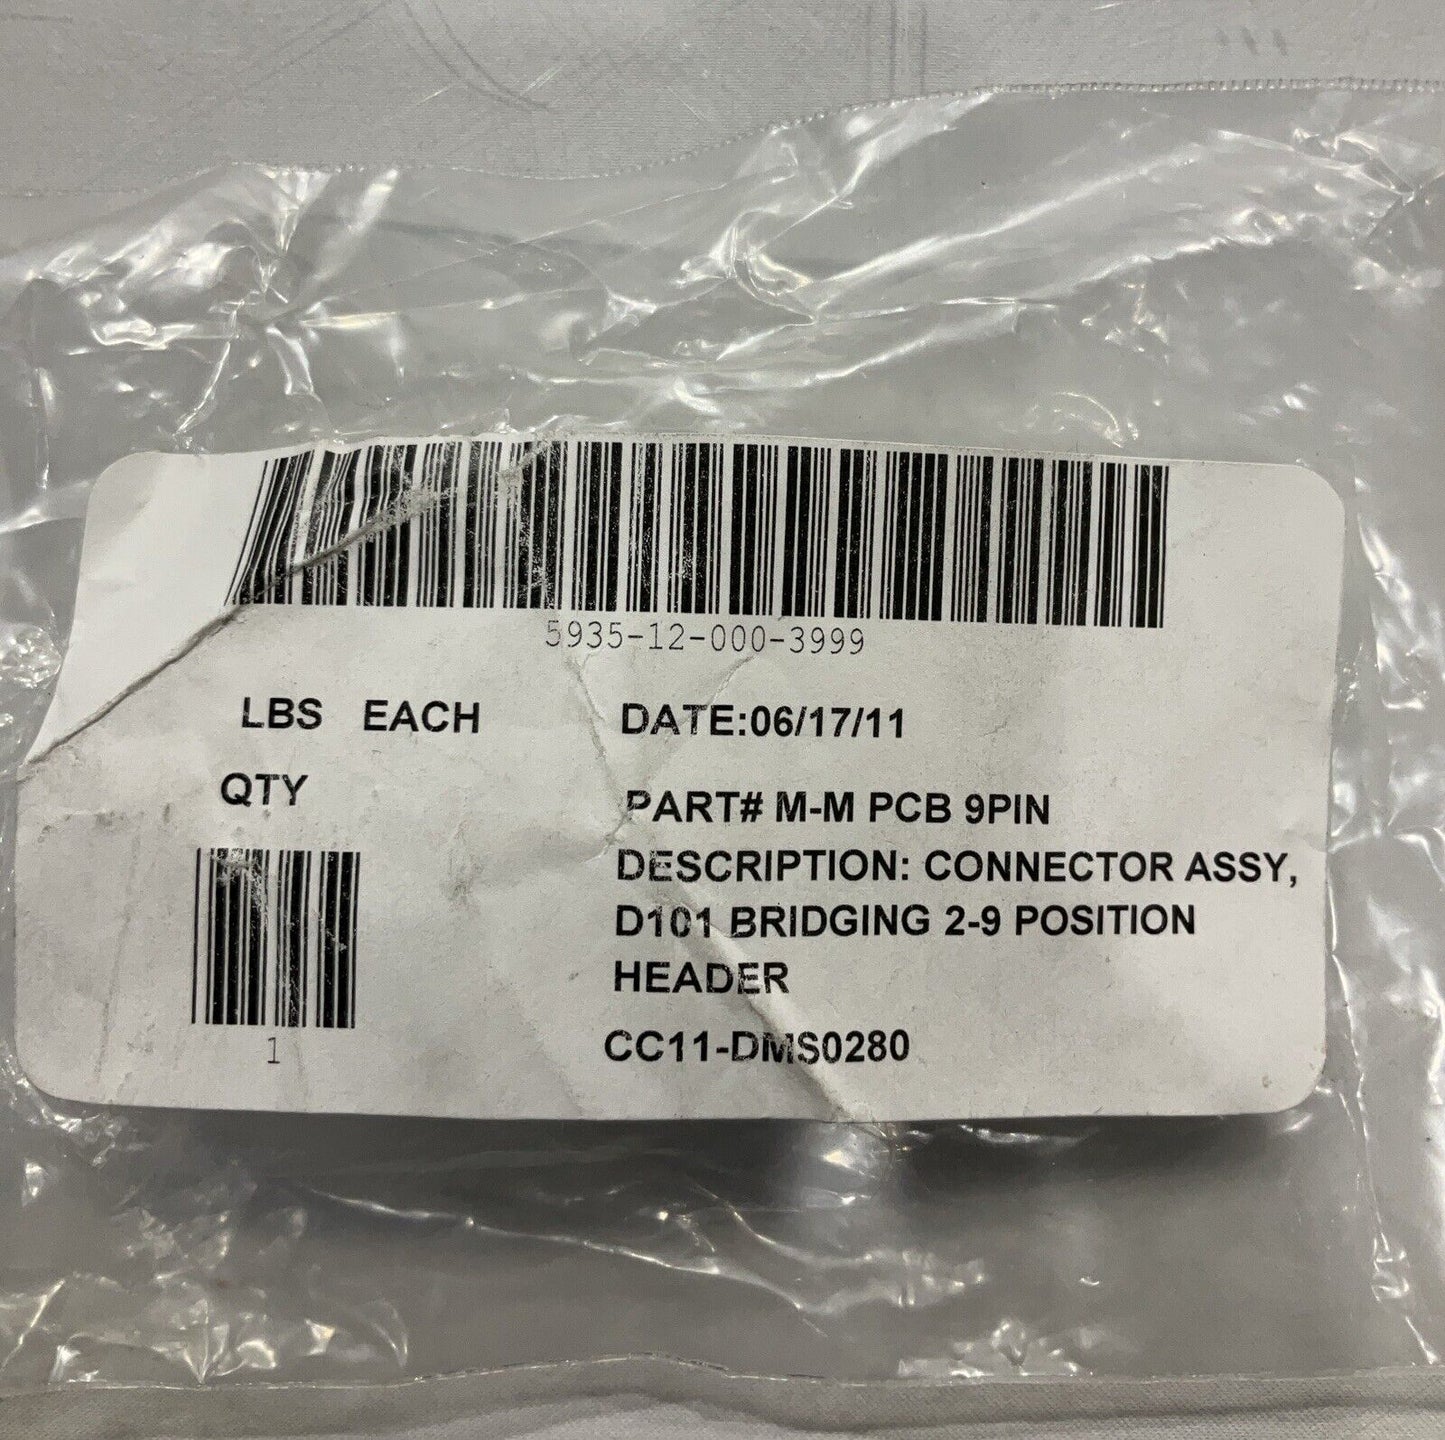 5935-12-000-3999
LBS EACH
DATE:06/17/11
QTY
PART# M-M PCB 9PIN
DESCRIPTION: CONNECTOR ASSY,
D101 BRIDGING 2-9 POSITION
HEADER
1
CC11-DMS0280